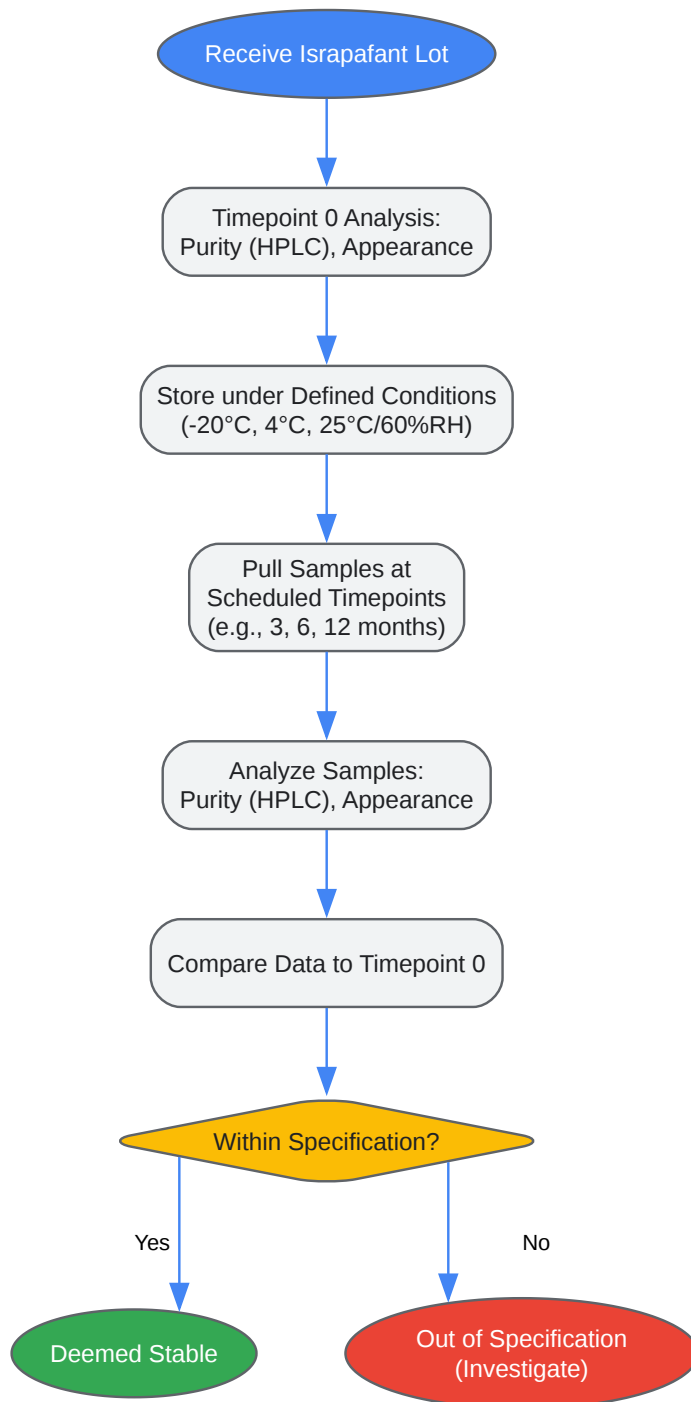 Receive Israpafant Lot
Timepoint 0 Analysis:
Purity (HPLC), Appearance
Store under Defined Conditions
(-20°C, 4°C, 25°C/60%RH)
Pull Samples at
Scheduled Timepoints
(e.g., 3, 6, 12 months)
Analyze Samples:
Purity (HPLC), Appearance
Compare Data to Timepoint 0
Within Specification?
Yes
No
Deemed Stable
Out of Specification
(Investigate)